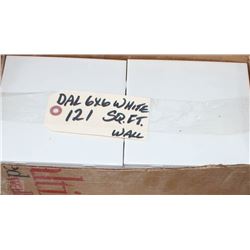 DAL 6X6 WHITE
121 SQ.FT.
WALL